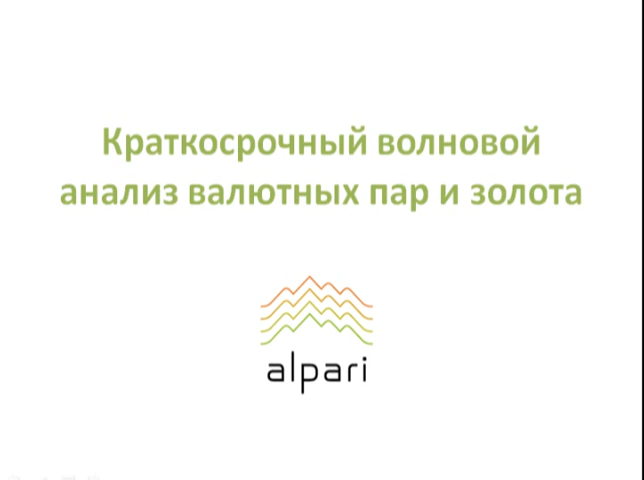 Краткосрочный волновой
анализ валютных пар и золота
alpari